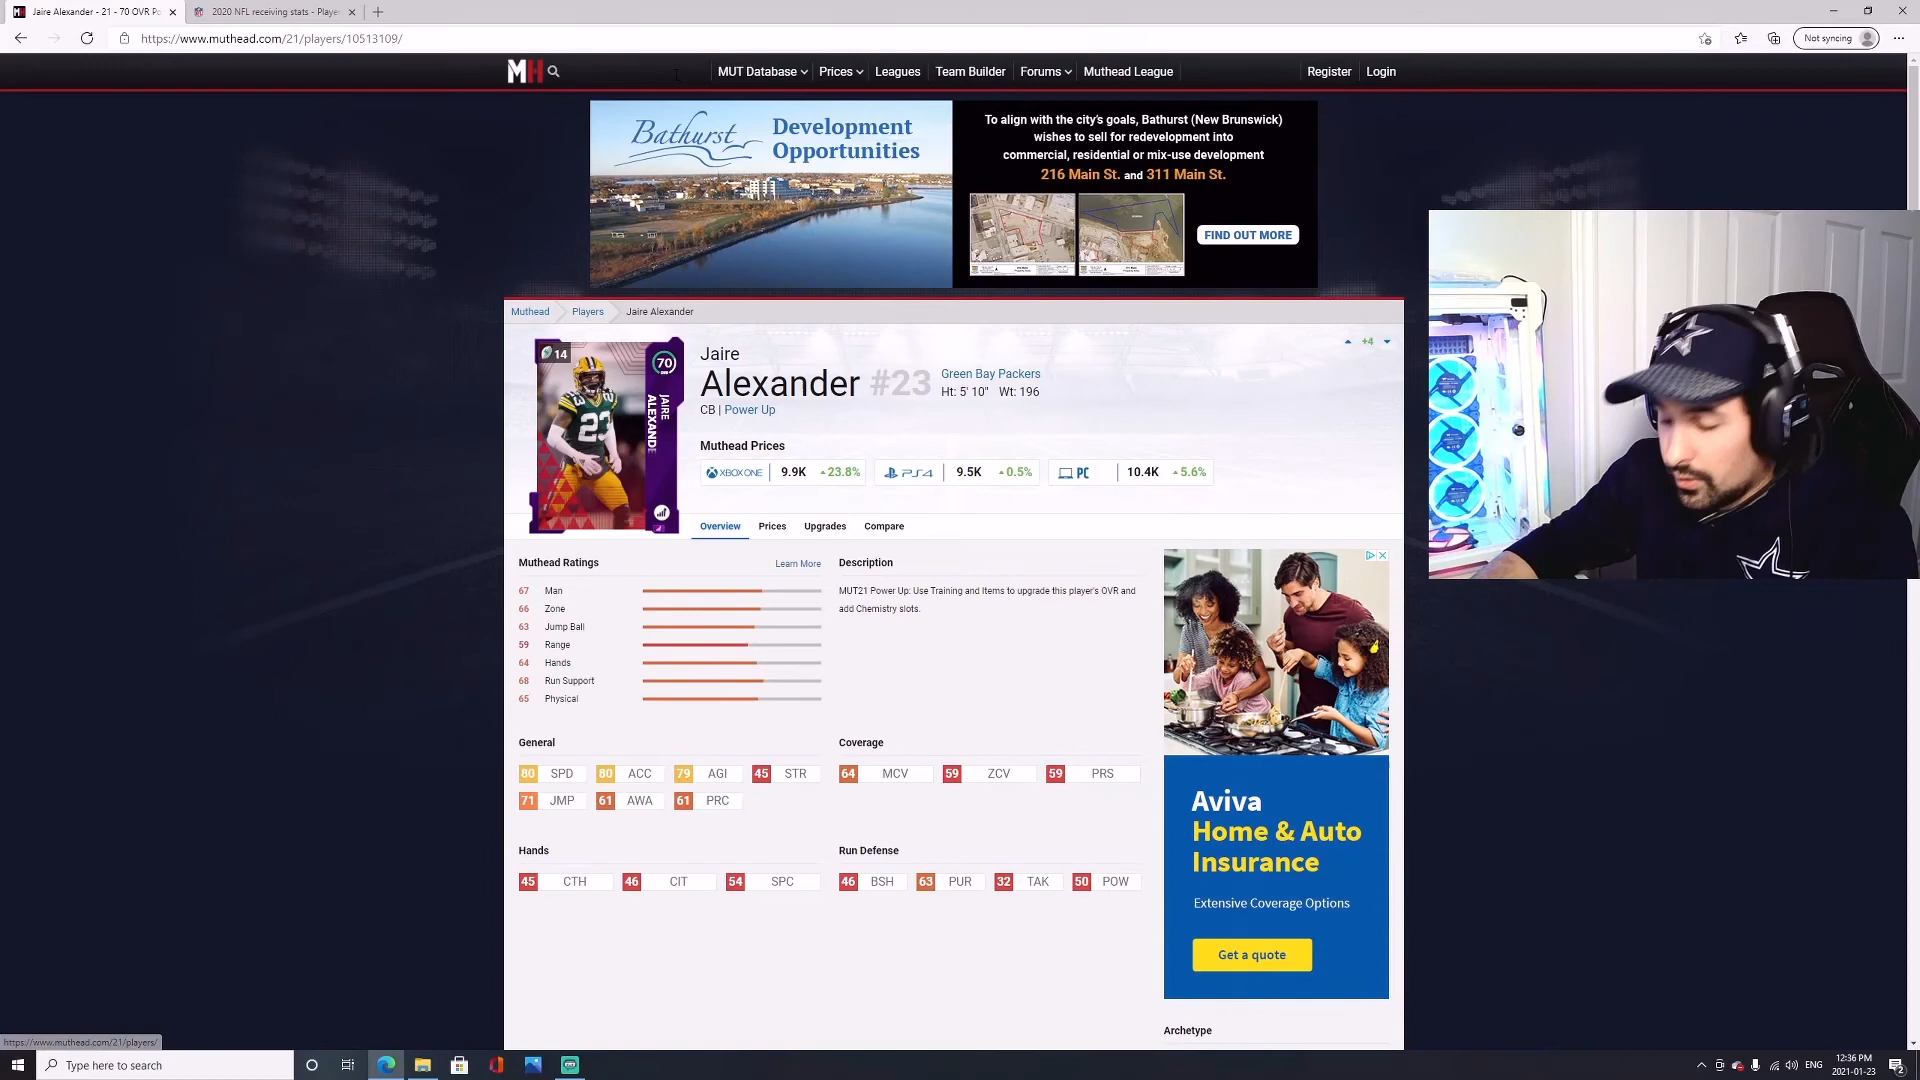 Jaire Alexander - 21 - 70 OVR Po
2020 NFL receiving stats - Playe
https://www.muthead.com/21/players/10513109/
Not syncing
MH
MUT Database
Prices
Leagues
Team Builder
Forums
Muthead League
Register
Login
Bathurst
Development
Opportunities
To align with the city's goals, Bathurst (New Brunswick)
wishes to sell for redevelopment into
commercial, residential or mix-use development
216 Main St. and 311 Main St.
FIND OUT MORE
Muthead
Players
Jaire Alexander
14
70
OVR
JAIRE
ALEXANDE
23
Jaire
Alexander #23
Green Bay Packers
Ht: 5' 10" Wt: 196
CB | Power Up
+4
Muthead Prices
XBOX ONE 9.9K 23.8%
PS4 9.5K 0.5%
PC 10.4K 5.6%
Overview
Prices
Upgrades
Compare
Muthead Ratings
Learn More
67 Man
66 Zone
63 Jump Ball
59 Range
64 Hands
68 Run Support
65 Physical
Description
MUT21 Power Up: Use Training and Items to upgrade this player's OVR and
add Chemistry slots.
General
80 SPD 80 ACC 79 AGI 45 STR
71 JMP 61 AWA 61 PRC
Coverage
64 MCV 59 ZCV 59 PRS
Hands
45 CTH 46 CIT 54 SPC
Run Defense
46 BSH 63 PUR 32 TAK 50 POW
Aviva
Home & Auto
Insurance
Extensive Coverage Options
Get a quote
Archetype
https://www.muthead.com/21/players/
Type here to search
ENG
12:36 PM
2021-01-23
2